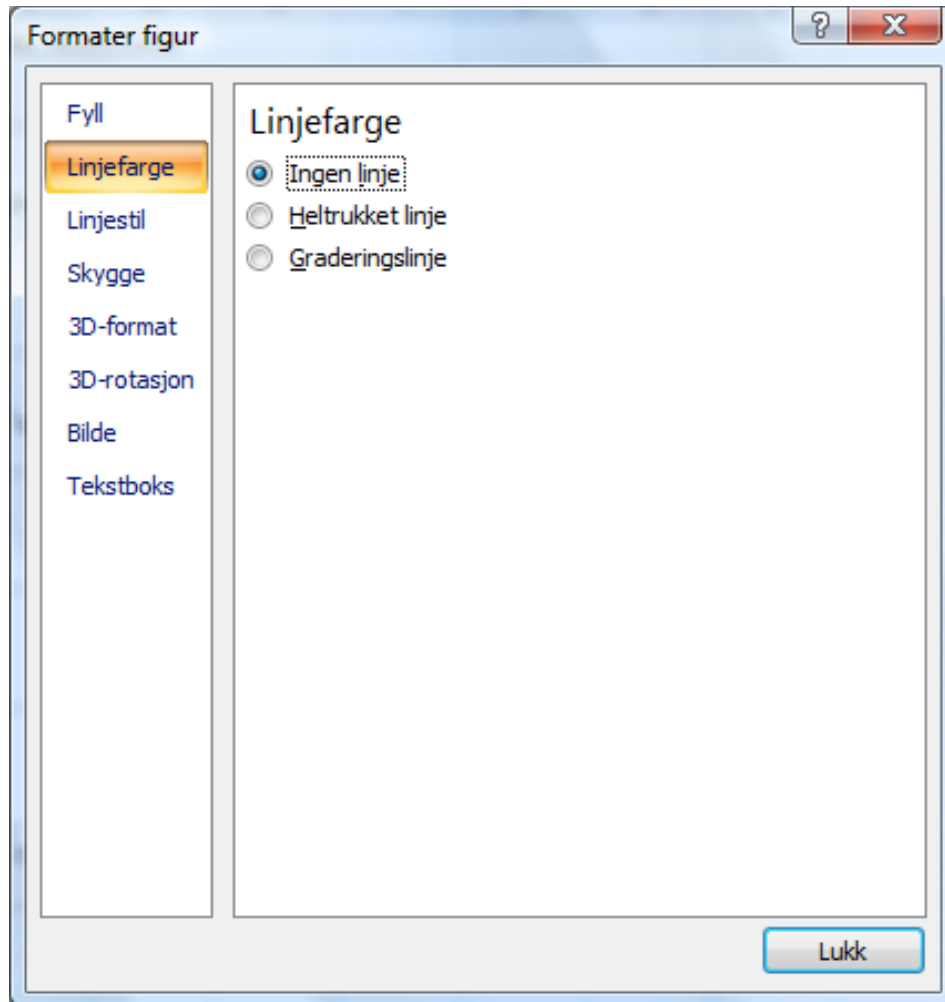 Formater figur
Fyll
Linjefarge
Linjestil
Skygge
3D-format
3D-rotasjon
Bilde
Tekstboks
Linjefarge
Ingen linje
Heltrukket linje
Graderingslinje
Lukk